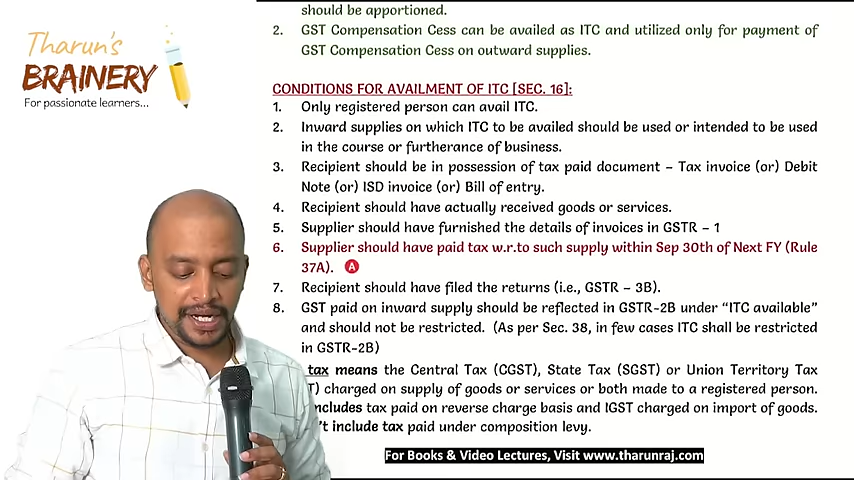 Tharun's
BRAINERY
For passionate learners...
should be apportioned.
2. GST Compensation Cess can be availed as ITC and utilized only for payment of
GST Compensation Cess on outward supplies.
CONDITIONS FOR AVAILMENT OF ITC [SEC. 16]:
1. Only registered person can avail ITC.
2. Inward supplies on which ITC to be availed should be used or intended to be used
in the course or furtherance of business.
3. Recipient should be in possession of tax paid document – Tax invoice (or) Debit
Note (or) ISD invoice (or) Bill of entry.
4. Recipient should have actually received goods or services.
5. Supplier should have furnished the details of invoices in GSTR – 1
6. Supplier should have paid tax w.r.to such supply within Sep 30th of Next FY (Rule
37A). A
7. Recipient should have filed the returns (i.e., GSTR – 3B).
8. GST paid on inward supply should be reflected in GSTR-2B under “ITC available”
and should not be restricted. (As per Sec. 38, in few cases ITC shall be restricted
in GSTR-2B)
tax means the Central Tax (CGST), State Tax (SGST) or Union Territory Tax
charged on supply of goods or services or both made to a registered person.
includes tax paid on reverse charge basis and IGST charged on import of goods.
include tax paid under composition levy.
For Books & Video Lectures, Visit www.tharunraj.com